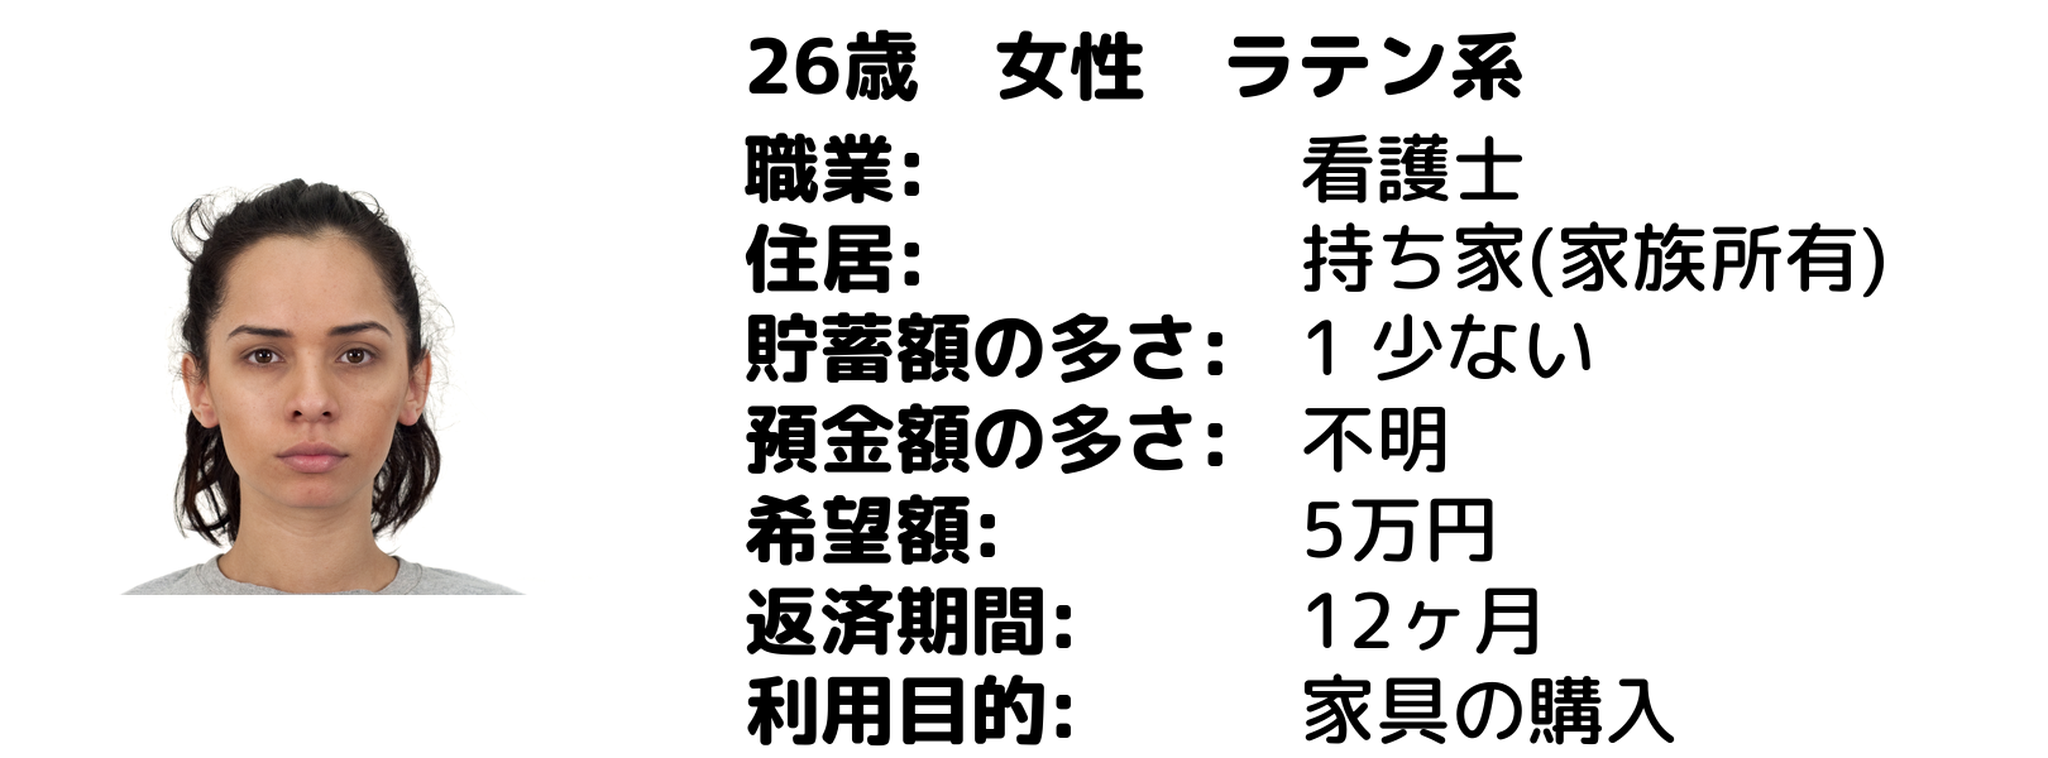 26歳　女性　ラテン系
職業: 看護士
住居: 持ち家(家族所有)
貯蓄額の多さ: 1 少ない
預金額の多さ: 不明
希望額: 5万円
返済期間: 12ヶ月
利用目的: 家具の購入